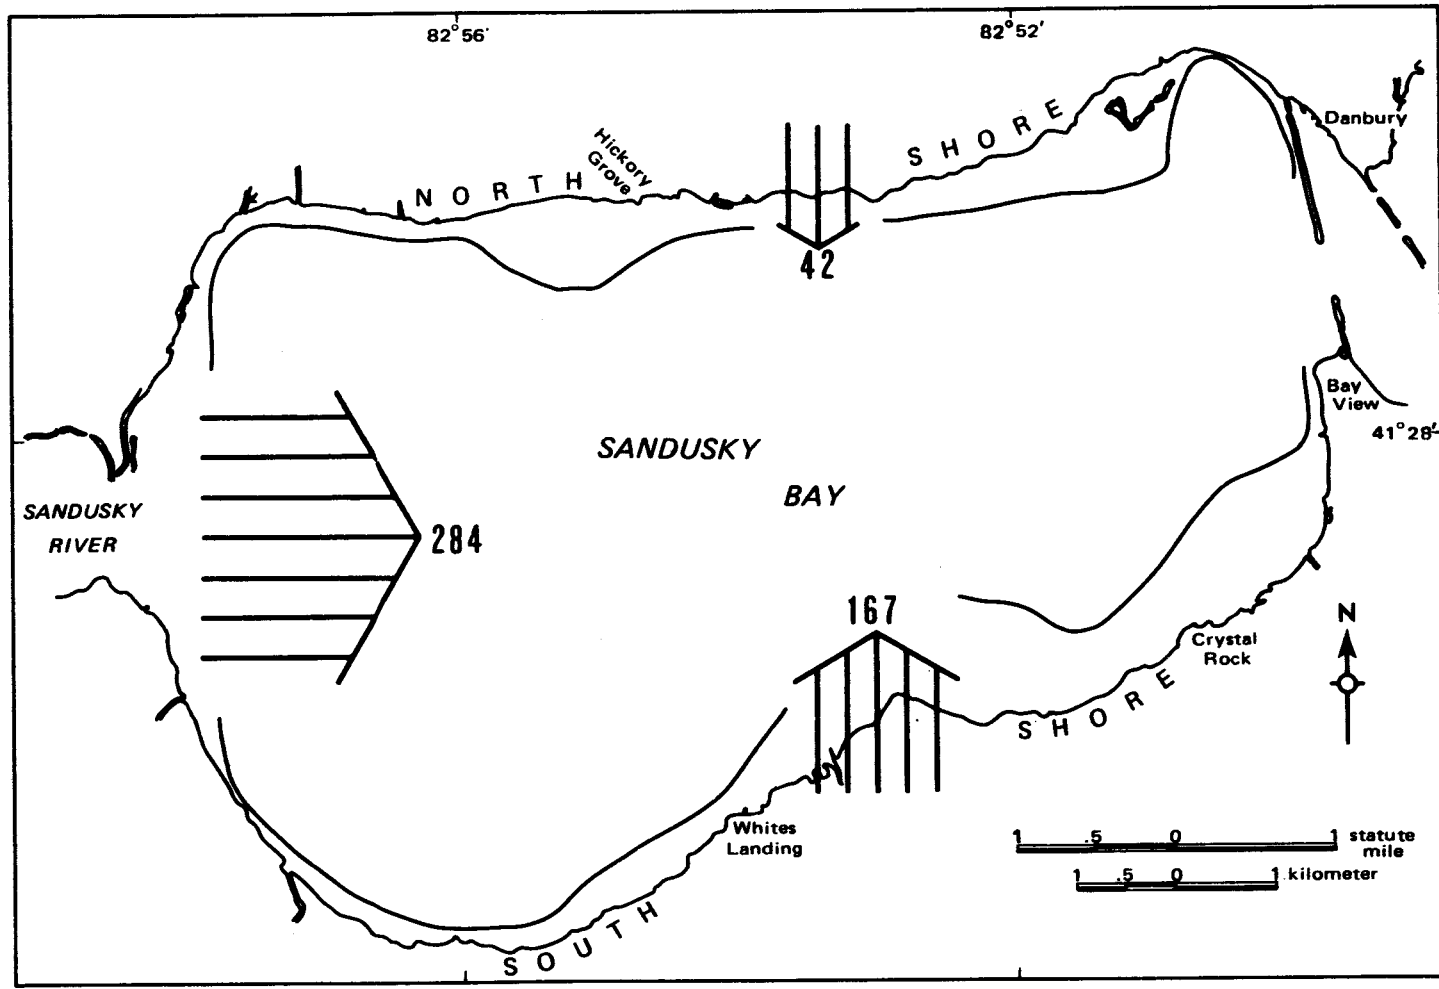 82°56'
82°52'
Danbury
Hickory
Grove
NORTH
SHORE
42
Bay
View
41°28'
SANDUSKY
BAY
SANDUSKY
RIVER
284
167
N
Crystal
Rock
SHORE
Whites
Landing
SOUTH
1 .5 0 1 statute
mile
1 .5 0 1 kilometer